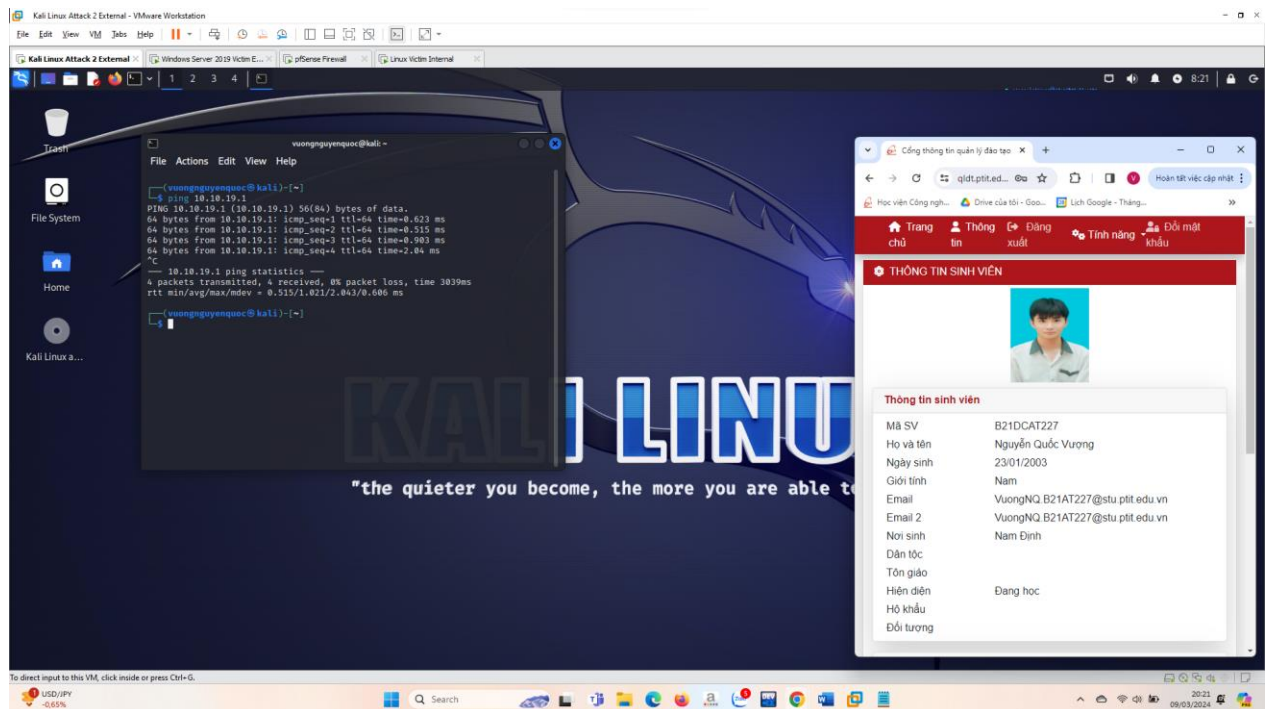 Kali Linux Attack 2 External - VMware Workstation
File Edit View VM Tabs Help
Kali Linux Attack 2 External
Windows Server 2019 Victim E...
pfSense Firewall
Linux Victim Internal
1 2 3 4
8:21
Trash
File System
Home
Kali Linux a...
vuongnguyenquoc@kali: ~
File Actions Edit View Help
(vuongnguyenquoc㉿kali)-[~]
$ ping 10.10.19.1
PING 10.10.19.1 (10.10.19.1) 56(84) bytes of data.
64 bytes from 10.10.19.1: icmp_seq=1 ttl=64 time=0.623 ms
64 bytes from 10.10.19.1: icmp_seq=2 ttl=64 time=0.515 ms
64 bytes from 10.10.19.1: icmp_seq=3 ttl=64 time=0.903 ms
64 bytes from 10.10.19.1: icmp_seq=4 ttl=64 time=2.04 ms
^C
— 10.10.19.1 ping statistics —
4 packets transmitted, 4 received, 0% packet loss, time 3039ms
rtt min/avg/max/mdev = 0.515/1.021/2.043/0.606 ms
(vuongnguyenquoc㉿kali)-[~]
$
KALI LINU
"the quieter you become, the more you are able t
Cổng thông tin quản lý đào tạo
qldt.ptit.ed...
V
Hoàn tất việc cập nhật
Học viện Công ngh...
Drive của tôi - Goo...
Lịch Google - Tháng...
Trang chủ
Thông tin
Đăng xuất
Tính năng
Đổi mật khẩu
THÔNG TIN SINH VIÊN
Thông tin sinh viên
Mã SV B21DCAT227
Họ và tên Nguyễn Quốc Vượng
Ngày sinh 23/01/2003
Giới tính Nam
Email VuongNQ.B21AT227@stu.ptit.edu.vn
Email 2 VuongNQ.B21AT227@stu.ptit.edu.vn
Nơi sinh Nam Định
Dân tộc
Tôn giáo
Hiện diện Đang học
Hộ khẩu
Đối tượng
To direct input to this VM, click inside or press Ctrl+G.
USD/JPY
-0,65%
Search
20:21
09/03/2024